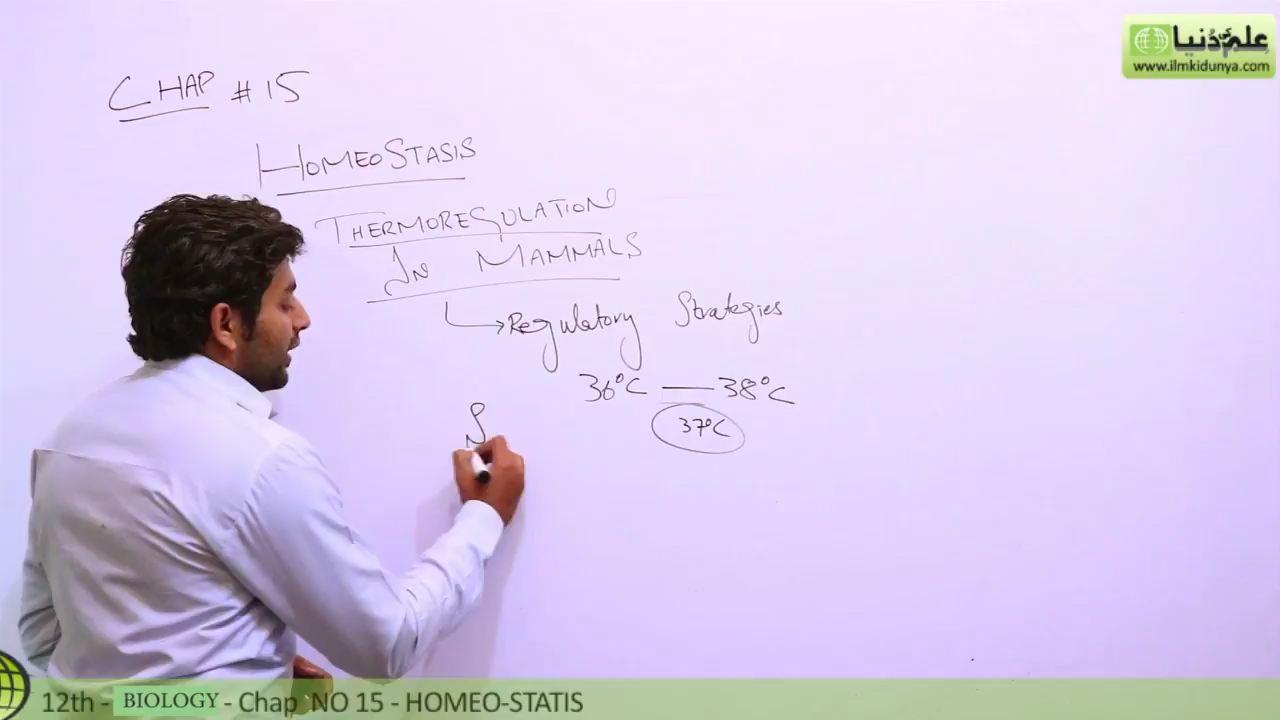 علم کی دُنیا
www.ilmkidunya.com
CHAP # 15
HOMEOSTASIS
THERMOREGULATION
IN MAMMALS
Regulatory Strategies
36°C — 38°C
37°C
S
12th - BIOLOGY - Chap NO 15 - HOMEO-STATIS